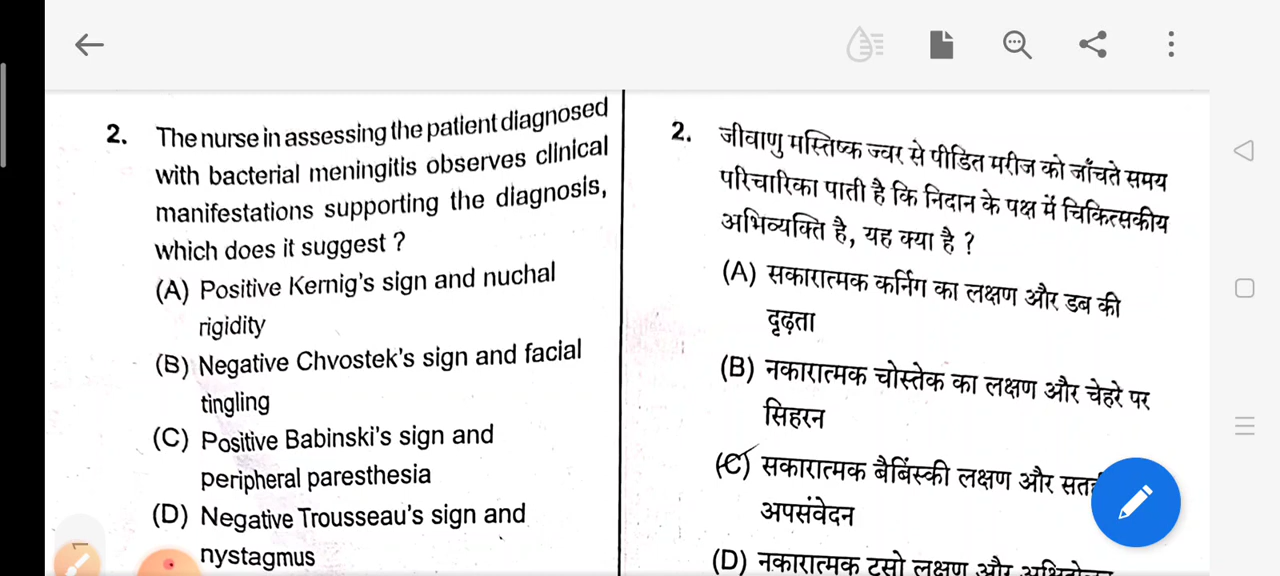 2. The nurse in assessing the patient diagnosed
with bacterial meningitis observes clinical
manifestations supporting the diagnosis,
which does it suggest ?
(A) Positive Kernig's sign and nuchal
rigidity
(B) Negative Chvostek's sign and facial
tingling
(C) Positive Babinski's sign and
peripheral paresthesia
(D) Negative Trousseau's sign and
nystagmus
2. जीवाणु मस्तिष्क ज्वर से पीडित मरीज को जाँचते समय
परिचारिका पाती है कि निदान के पक्ष में चिकित्सकीय
अभिव्यक्ति है, यह क्या है ?
(A) सकारात्मक कर्निग का लक्षण और डब की
दृढ़ता
(B) नकारात्मक चोस्तेक का लक्षण और चेहरे पर
सिहरन
(C) सकारात्मक बैबिंस्की लक्षण और
अपसंवेदन
(D) नकारात्मक लक्षण और